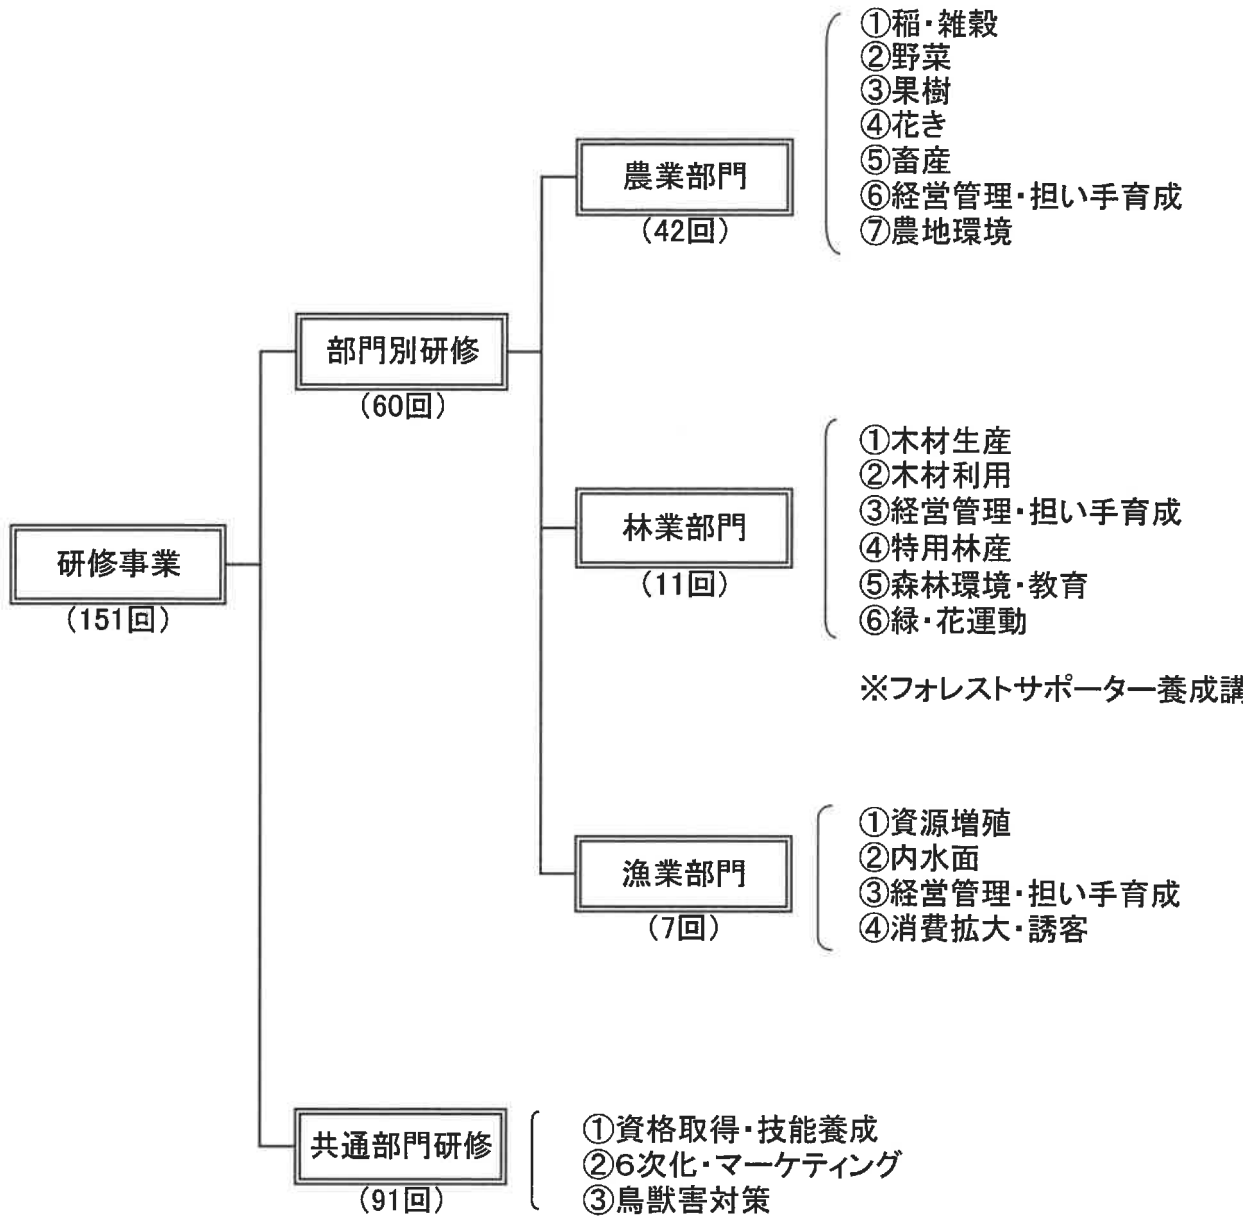 ①稲・雑穀
②野菜
③果樹
④花き
⑤畜産
⑥経営管理・担い手育成
⑦農地環境
農業部門
(42回)
部門別研修
(60回)
①木材生産
②木材利用
③経営管理・担い手育成
④特用林産
⑤森林環境・教育
⑥緑・花運動
林業部門
(11回)
研修事業
(151回)
※フォレストサポーター養成講
①資源増殖
②内水面
③経営管理・担い手育成
④消費拡大・誘客
漁業部門
(7回)
共通部門研修
(91回)
①資格取得・技能養成
②6次化・マーケティング
③鳥獣害対策